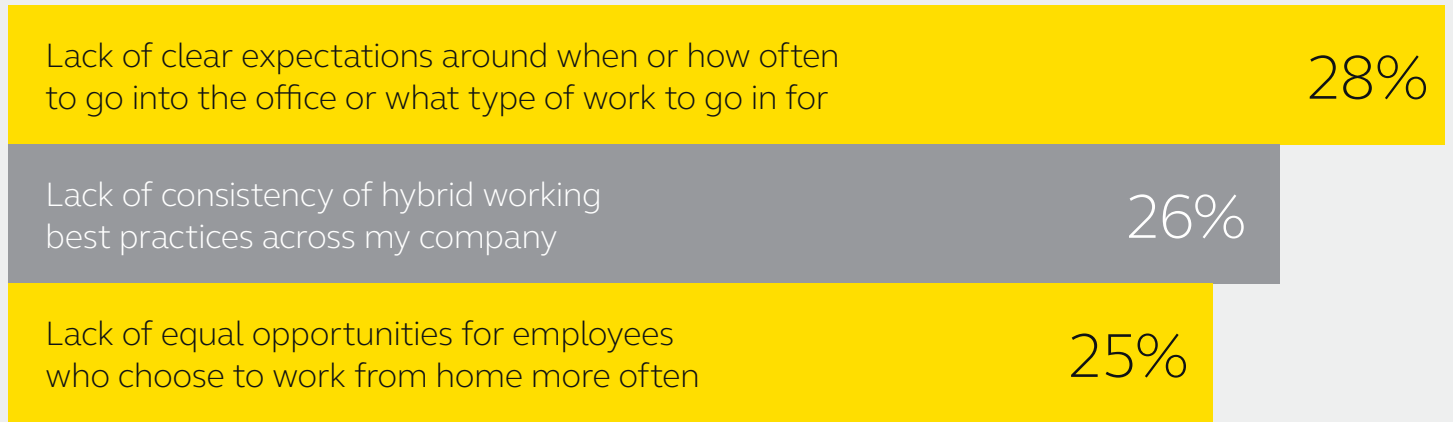 Lack of clear expectations around when or how often
to go into the office or what type of work to go in for
28%
Lack of consistency of hybrid working
best practices across my company
26%
Lack of equal opportunities for employees
who choose to work from home more often
25%